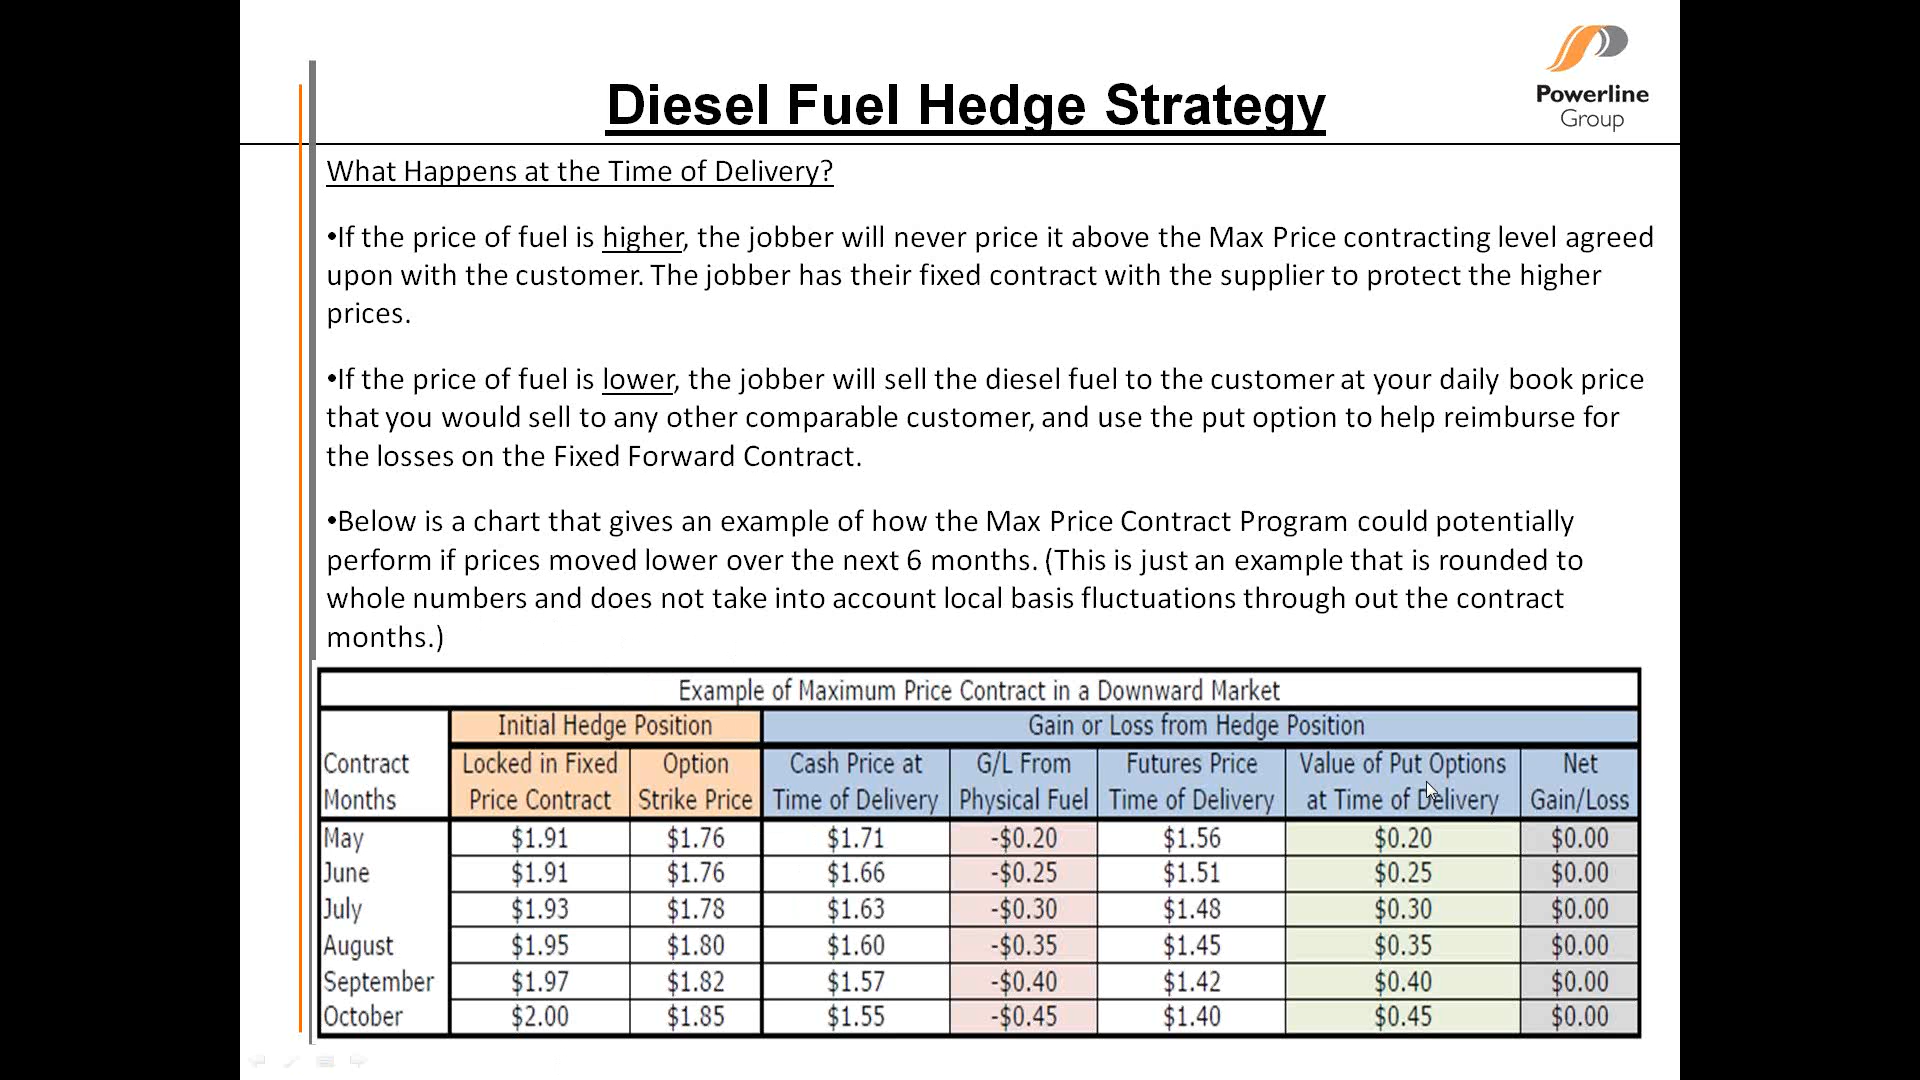 Diesel Fuel Hedge Strategy
Powerline
Group
What Happens at the Time of Delivery?
•If the price of fuel is higher, the jobber will never price it above the Max Price contracting level agreed
upon with the customer. The jobber has their fixed contract with the supplier to protect the higher
prices.
•If the price of fuel is lower, the jobber will sell the diesel fuel to the customer at your daily book price
that you would sell to any other comparable customer, and use the put option to help reimburse for
the losses on the Fixed Forward Contract.
•Below is a chart that gives an example of how the Max Price Contract Program could potentially
perform if prices moved lower over the next 6 months. (This is just an example that is rounded to
whole numbers and does not take into account local basis fluctuations through out the contract
months.)
Example of Maximum Price Contract in a Downward Market
Initial Hedge Position Gain or Loss from Hedge Position
Contract Locked in Fixed Option Cash Price at G/L From Futures Price Value of Put Options Net
Months Price Contract Strike Price Time of Delivery Physical Fuel Time of Delivery at Time of Delivery Gain/Loss
May $1.91 $1.76 $1.71 -$0.20 $1.56 $0.20 $0.00
June $1.91 $1.76 $1.66 -$0.25 $1.51 $0.25 $0.00
July $1.93 $1.78 $1.63 -$0.30 $1.48 $0.30 $0.00
August $1.95 $1.80 $1.60 -$0.35 $1.45 $0.35 $0.00
September $1.97 $1.82 $1.57 -$0.40 $1.42 $0.40 $0.00
October $2.00 $1.85 $1.55 -$0.45 $1.40 $0.45 $0.00